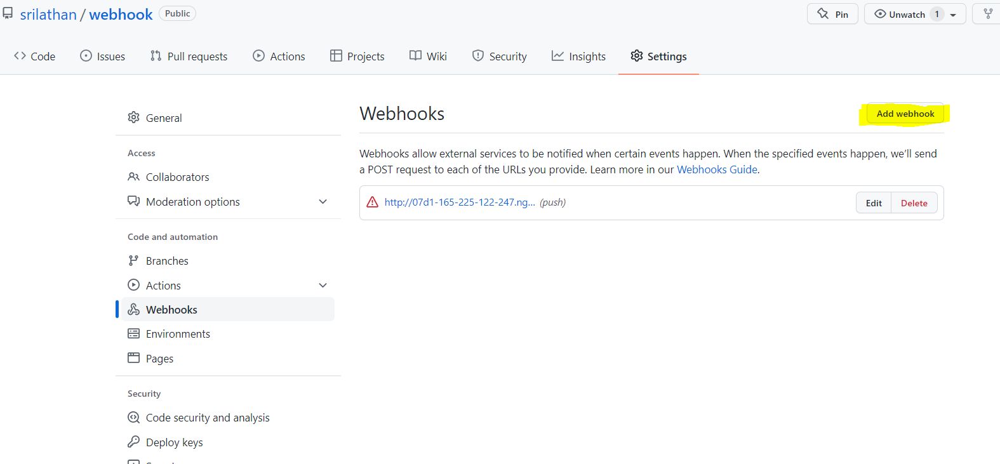 srilathan / webhook Public
Pin
Unwatch 1
Code
Issues
Pull requests
Actions
Projects
Wiki
Security
Insights
Settings
General
Access
Collaborators
Moderation options
Code and automation
Branches
Actions
Webhooks
Environments
Pages
Security
Code security and analysis
Deploy keys
Webhooks
Add webhook
Webhooks allow external services to be notified when certain events happen. When the specified events happen, we’ll send
a POST request to each of the URLs you provide. Learn more in our Webhooks Guide.
http://07d1-165-225-122-247.ng... (push)
Edit
Delete